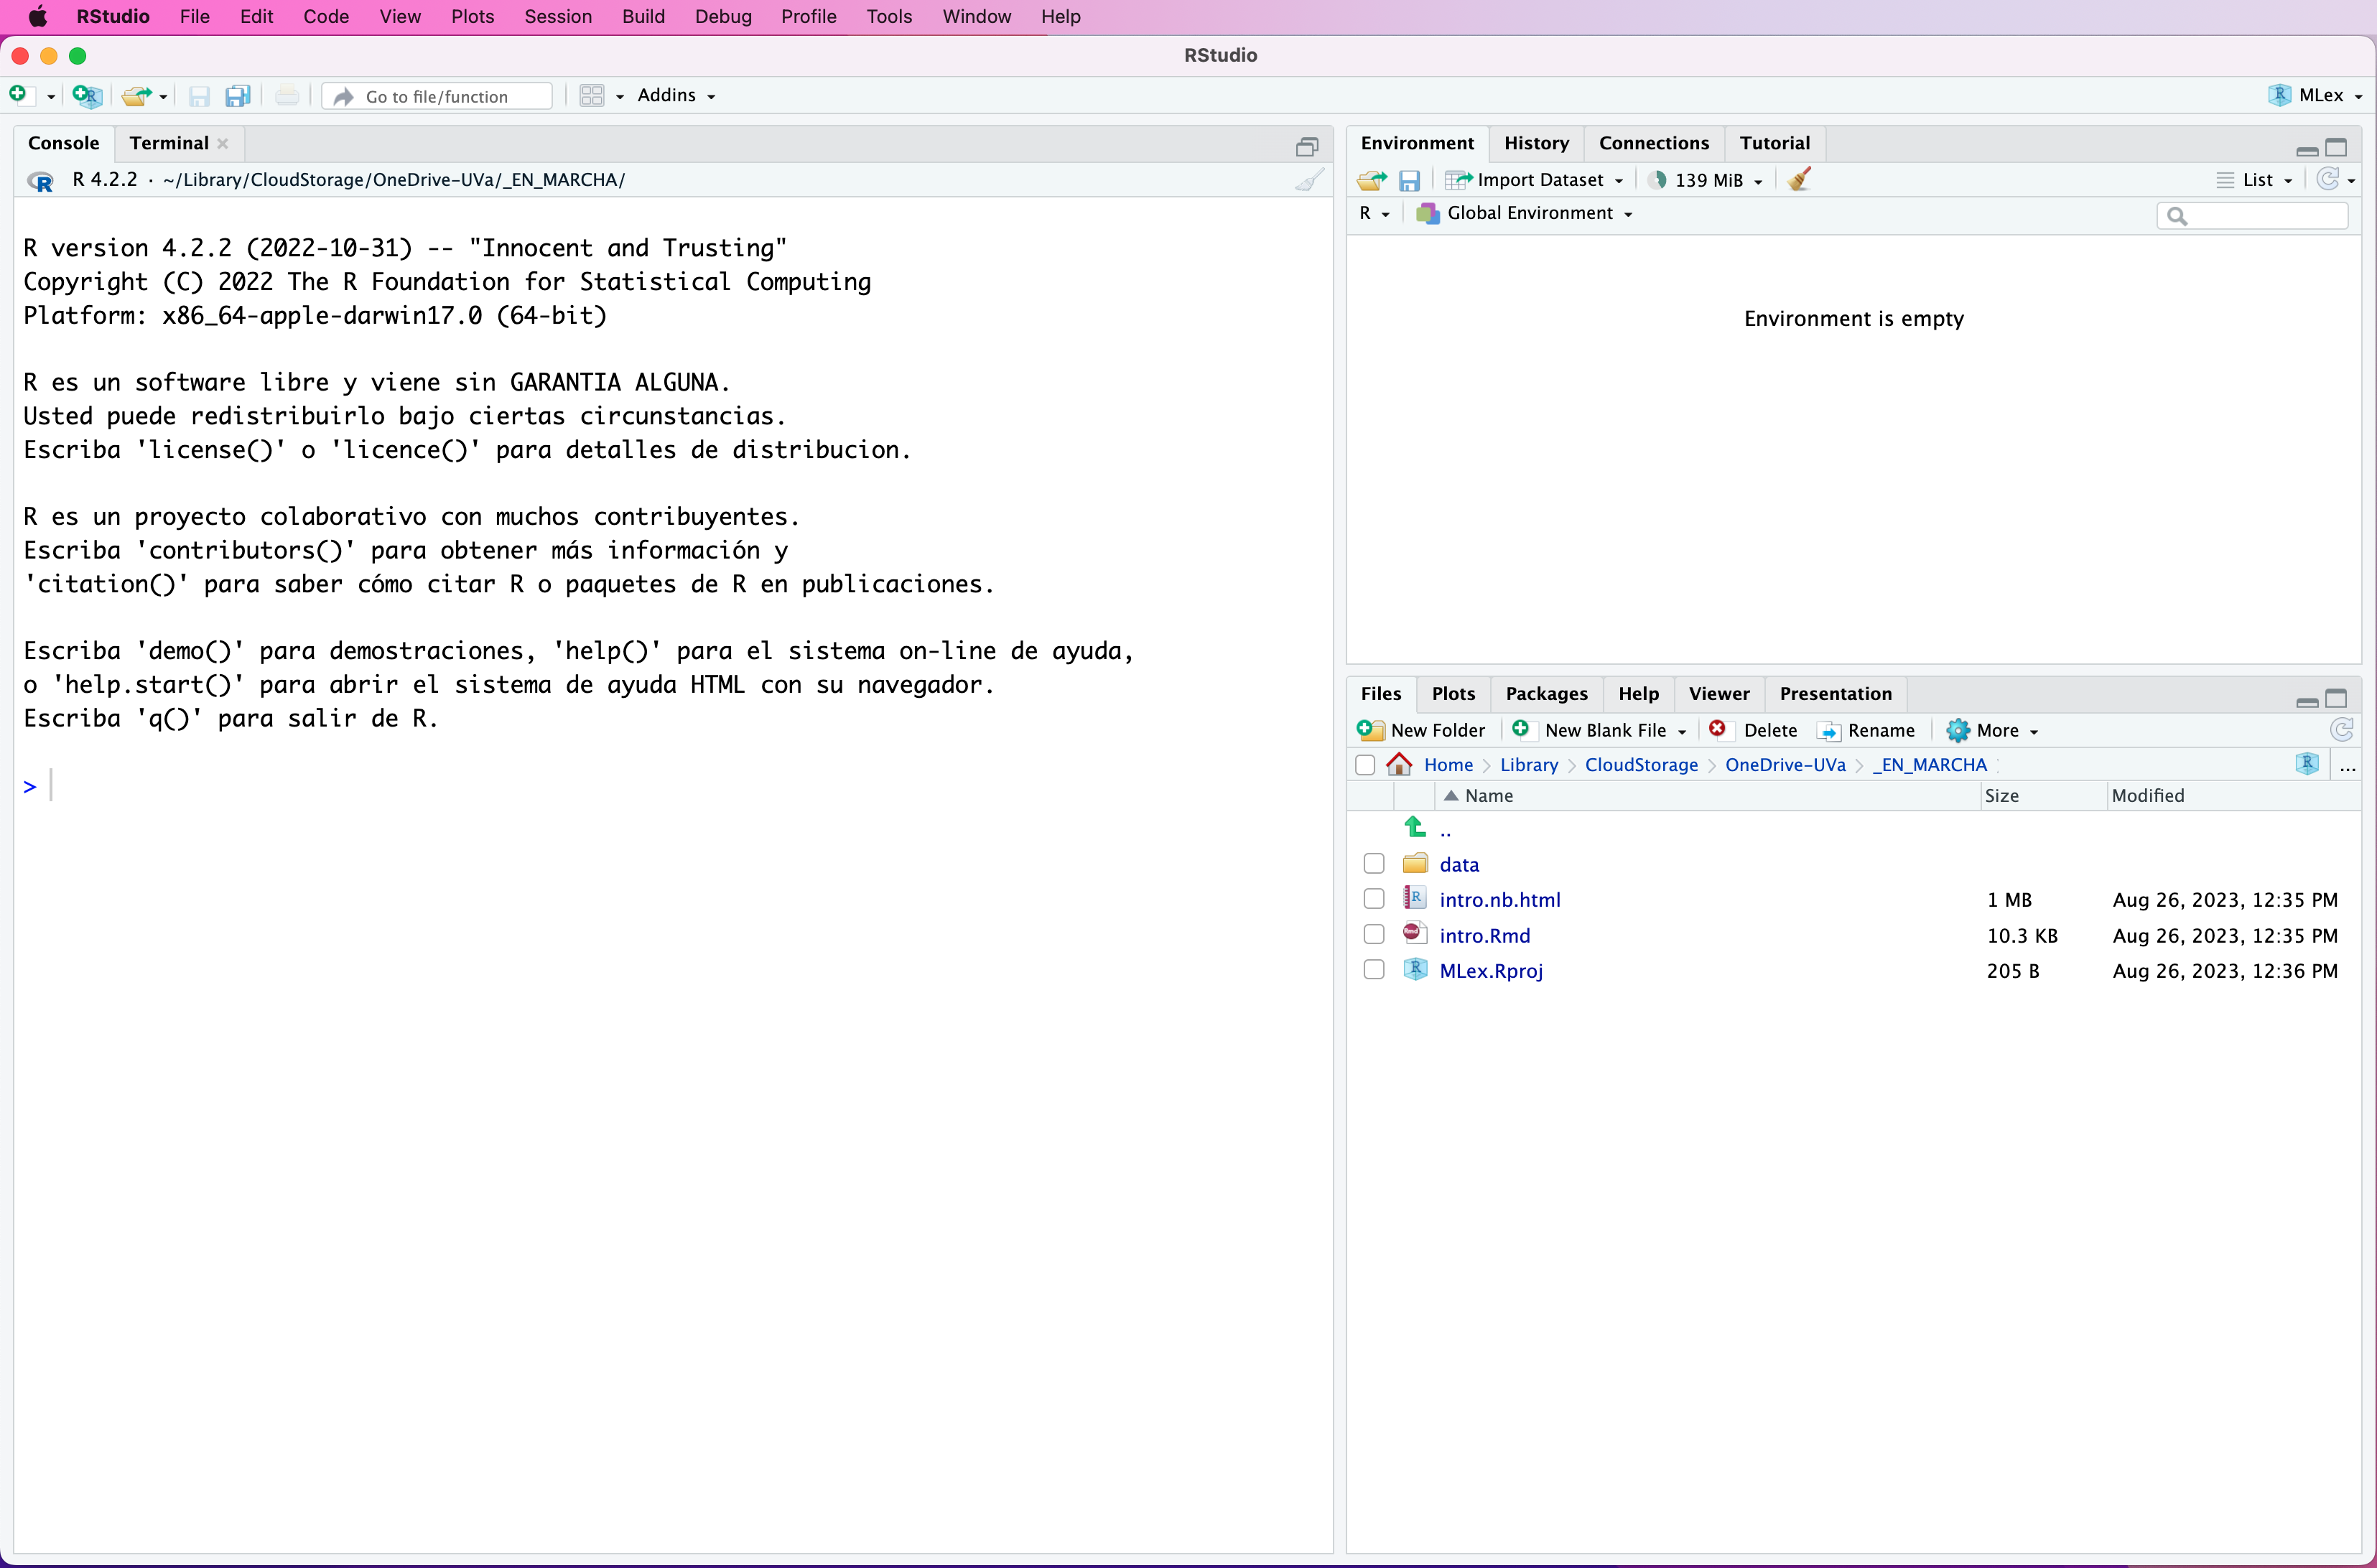 RStudio File Edit Code View Plots Session Build Debug Profile Tools Window Help
RStudio
Go to file/function Addins MLex
Console Terminal
R 4.2.2 · ~/Library/CloudStorage/OneDrive-UVa/_EN_MARCHA/
R version 4.2.2 (2022-10-31) -- "Innocent and Trusting"
Copyright (C) 2022 The R Foundation for Statistical Computing
Platform: x86_64-apple-darwin17.0 (64-bit)
R es un software libre y viene sin GARANTIA ALGUNA.
Usted puede redistribuirlo bajo ciertas circunstancias.
Escriba 'license()' o 'licence()' para detalles de distribucion.
R es un proyecto colaborativo con muchos contribuyentes.
Escriba 'contributors()' para obtener más información y
'citation()' para saber cómo citar R o paquetes de R en publicaciones.
Escriba 'demo()' para demostraciones, 'help()' para el sistema on-line de ayuda,
o 'help.start()' para abrir el sistema de ayuda HTML con su navegador.
Escriba 'q()' para salir de R.
>
Environment History Connections Tutorial
Import Dataset 139 MiB List
R Global Environment
Environment is empty
Files Plots Packages Help Viewer Presentation
New Folder New Blank File Delete Rename More
Home Library CloudStorage OneDrive-UVa _EN_MARCHA ...
Name Size Modified
..
data
intro.nb.html 1 MB Aug 26, 2023, 12:35 PM
intro.Rmd 10.3 KB Aug 26, 2023, 12:35 PM
MLex.Rproj 205 B Aug 26, 2023, 12:36 PM